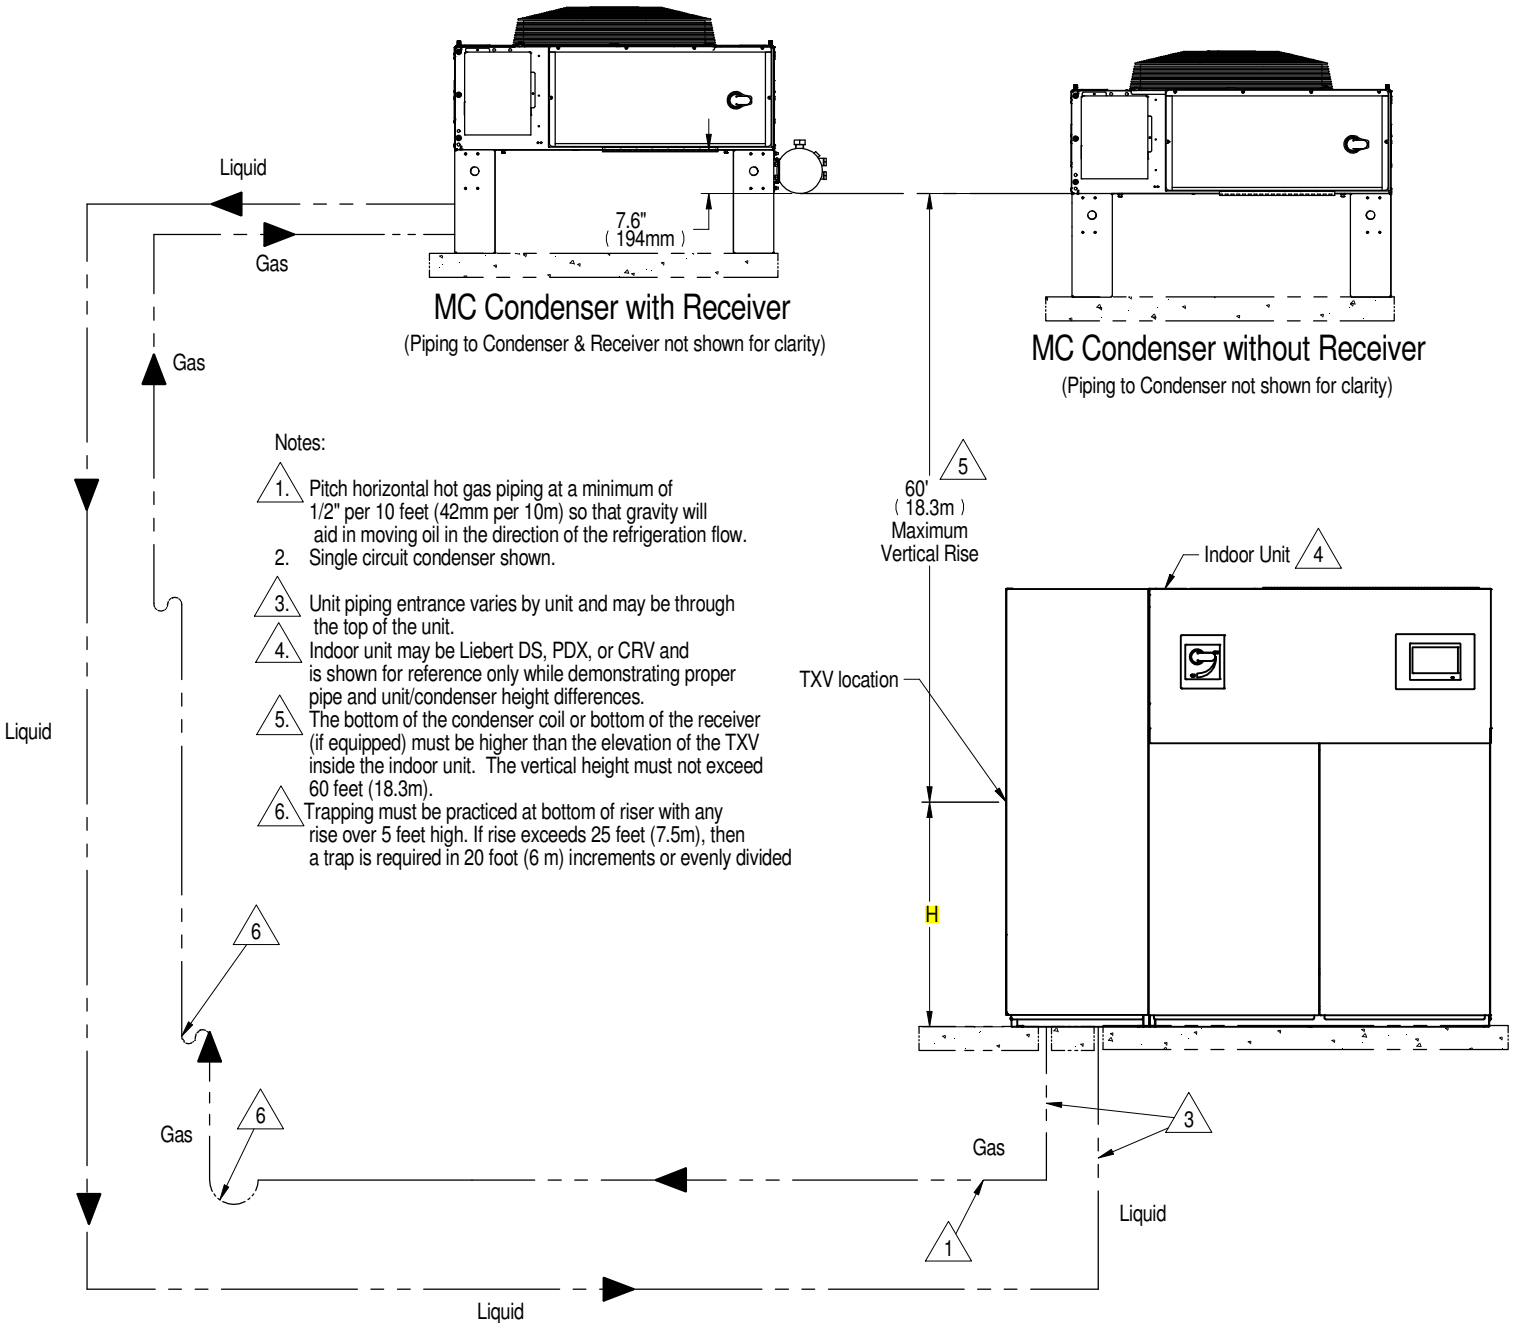 Liquid
Gas
7.6"
( 194mm )
MC Condenser with Receiver
(Piping to Condenser & Receiver not shown for clarity)
MC Condenser without Receiver
(Piping to Condenser not shown for clarity)
Gas
Notes:
1. Pitch horizontal hot gas piping at a minimum of
1/2" per 10 feet (42mm per 10m) so that gravity will
aid in moving oil in the direction of the refrigeration flow.
2. Single circuit condenser shown.
3. Unit piping entrance varies by unit and may be through
the top of the unit.
4. Indoor unit may be Liebert DS, PDX, or CRV and
is shown for reference only while demonstrating proper
pipe and unit/condenser height differences.
5. The bottom of the condenser coil or bottom of the receiver
(if equipped) must be higher than the elevation of the TXV
inside the indoor unit. The vertical height must not exceed
60 feet (18.3m).
6. Trapping must be practiced at bottom of riser with any
rise over 5 feet high. If rise exceeds 25 feet (7.5m), then
a trap is required in 20 foot (6 m) increments or evenly divided
5
60'
( 18.3m )
Maximum
Vertical Rise
Indoor Unit 4
TXV location
Liquid
H
6
6
Gas
3
Gas
Liquid
1
Liquid